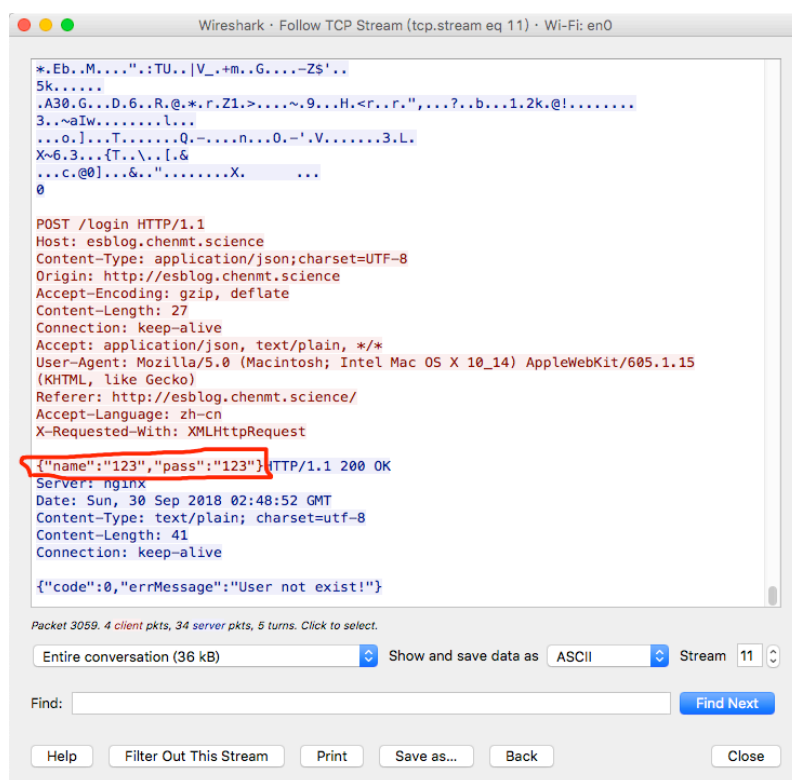 Wireshark · Follow TCP Stream (tcp.stream eq 11) · Wi-Fi: en0
*.Eb..M....".:TU..|V_.+m..G....-Z$'..
5k......
.A30.G...D.6..R.@.*.r.Z1.>....~.9...H.<r..r.",...?..b...1.2k.@!........
3..~aIw........l...
...o.]...T.......Q.-....n...O.-'.V.......3.L.
X~6.3...{T..\..[.&
...c.@0]...&.."........X. ...
0
POST /login HTTP/1.1
Host: esblog.chenmt.science
Content-Type: application/json;charset=UTF-8
Origin: http://esblog.chenmt.science
Accept-Encoding: gzip, deflate
Content-Length: 27
Connection: keep-alive
Accept: application/json, text/plain, */*
User-Agent: Mozilla/5.0 (Macintosh; Intel Mac OS X 10_14) AppleWebKit/605.1.15
(KHTML, like Gecko)
Referer: http://esblog.chenmt.science/
Accept-Language: zh-cn
X-Requested-With: XMLHttpRequest
{"name":"123","pass":"123"}HTTP/1.1 200 OK
Server: nginx
Date: Sun, 30 Sep 2018 02:48:52 GMT
Content-Type: text/plain; charset=utf-8
Content-Length: 41
Connection: keep-alive
{"code":0,"errMessage":"User not exist!"}
Packet 3059. 4 client pkts, 34 server pkts, 5 turns. Click to select.
Entire conversation (36 kB) Show and save data as ASCII Stream 11
Find: Find Next
Help Filter Out This Stream Print Save as... Back Close